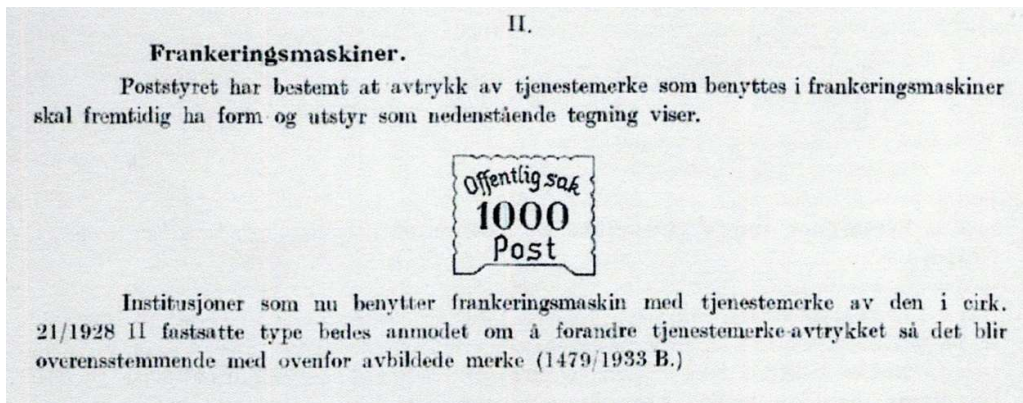 II.
Frankeringsmaskiner.
Poststyret har bestemt at avtrykk av tjenestemerke som benyttes i frankeringsmaskiner
skal fremtidig ha form og utstyr som nedenstående tegning viser.
Offentlig sak
1000
Post
Institusjoner som nu benytter frankeringsmaskin med tjenestemerke av den i cirk.
21/1928 II fastsatte type bedes anmodet om å forandre tjenestemerke-avtrykket så det blir
overensstemmende med ovenfor avbildede merke (1479/1933 B.)